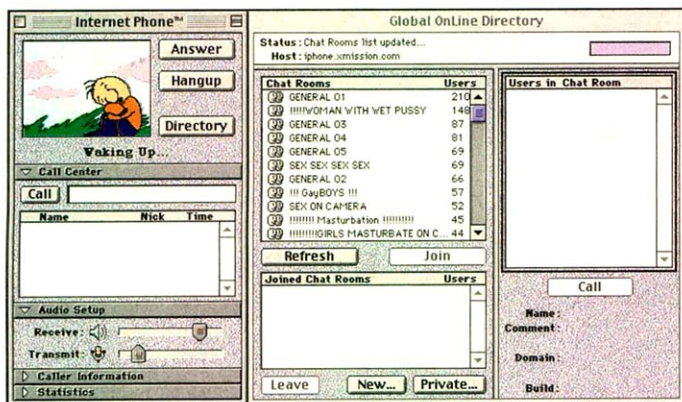 Internet Phone™
Answer
Hangup
Directory
Waking Up...
Call Center
Call
Name Nick Time
Audio Setup
Receive:
Transmit:
Caller Information
Statistics
Global OnLine Directory
Status: Chat Rooms list updated...
Host: iphone.xmission.com
Chat Rooms Users
GENERAL 01 210
!!!!!WOMAN WITH WET PUSSY 148
GENERAL 03 87
GENERAL 04 81
GENERAL 05 69
SEX SEX SEX SEX 69
GENERAL 02 66
!!! GayBOYS !!! 57
SEX ON CAMERA 52
!!!!!!!! Masturbation !!!!!!!!!! 45
!!!!!!!!!GIRLS MASTURBATE ON C... 44
Refresh Join
Joined Chat Rooms Users
Leave New... Private...
Users in Chat Room
Call
Name:
Comment:
Domain:
Build: